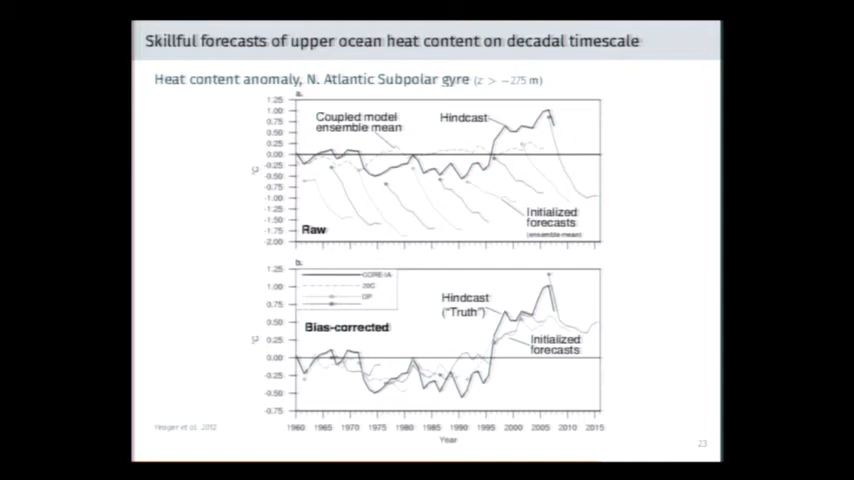 Skillful forecasts of upper ocean heat content on decadal timescale
Heat content anomaly, N. Atlantic Subpolar gyre (z > −275 m)
a.
1.25
1.00
0.75
0.50
0.25
0.00
-0.25
-0.50
-0.75
-1.00
-1.25
-1.50
-1.75
-2.00
°C
Coupled model
ensemble mean
Hindcast
Initialized
forecasts
(ensemble mean)
Raw
b.
1.25
1.00
0.75
0.50
0.25
0.00
-0.25
-0.50
-0.75
°C
CORE-IA
20C
DP
Hindcast
("Truth")
Bias-corrected
Initialized
forecasts
1960 1965 1970 1975 1980 1985 1990 1995 2000 2005 2010 2015
Year
Yeager et al. 2012
23